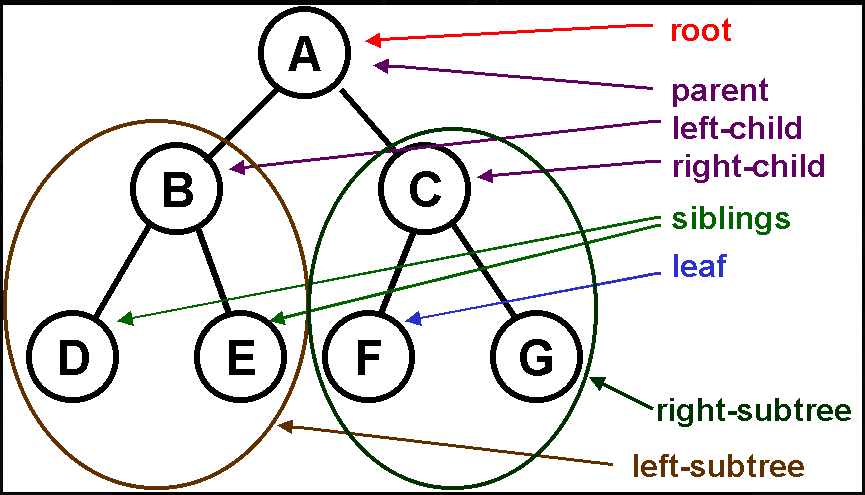 A
root
parent
left-child
B
C
right-child
siblings
leaf
D
E
F
G
right-subtree
left-subtree